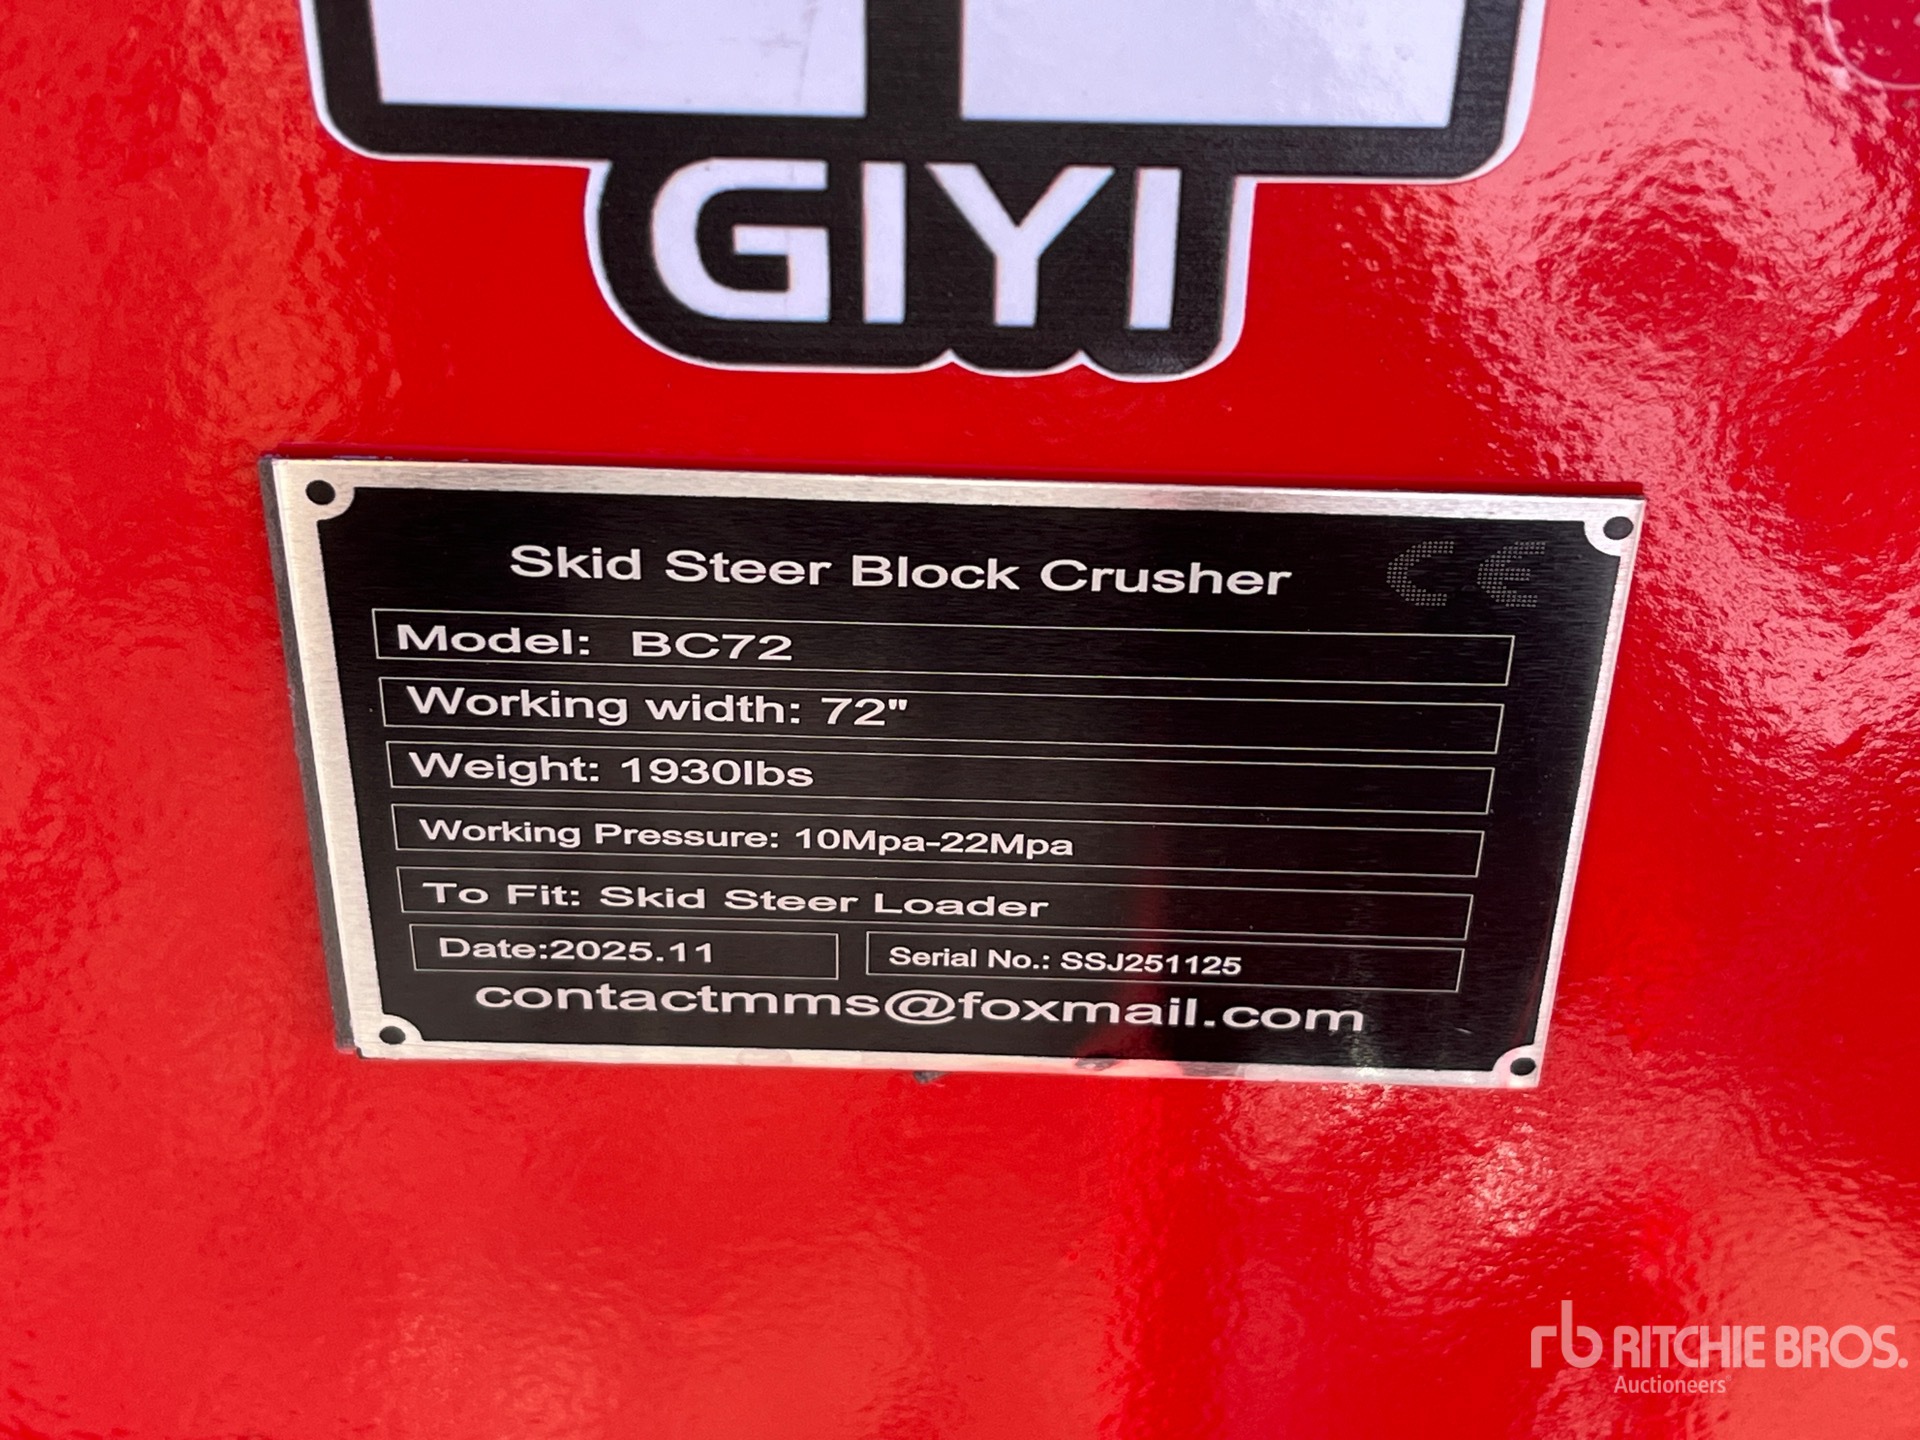 GIYI
Skid Steer Block Crusher CE
Model: BC72
Working width: 72"
Weight: 1930lbs
Working Pressure: 10Mpa-22Mpa
To Fit: Skid Steer Loader
Date:2025.11 Serial No.: SSJ251125
contactmms@foxmail.com
rb RITCHIE BROS.
Auctioneers